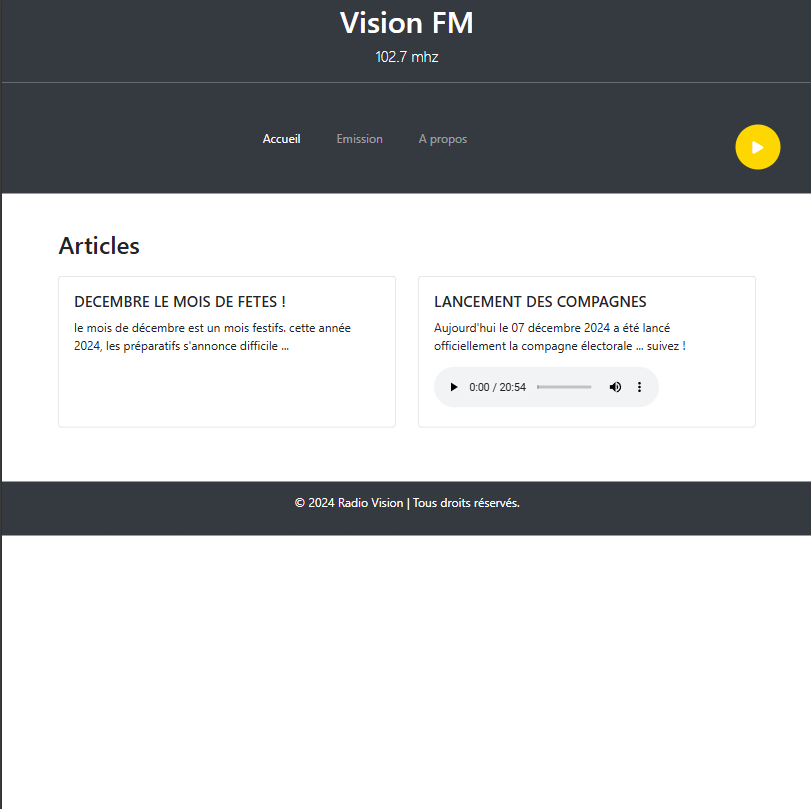 Vision FM
102.7 mhz
Accueil Emission A propos
Articles
DECEMBRE LE MOIS DE FETES !
le mois de décembre est un mois festifs. cette année
2024, les préparatifs s'annonce difficile ...
LANCEMENT DES COMPAGNES
Aujourd'hui le 07 décembre 2024 a été lancé
officiellement la compagne électorale ... suivez !
0:00 / 20:54
© 2024 Radio Vision | Tous droits réservés.